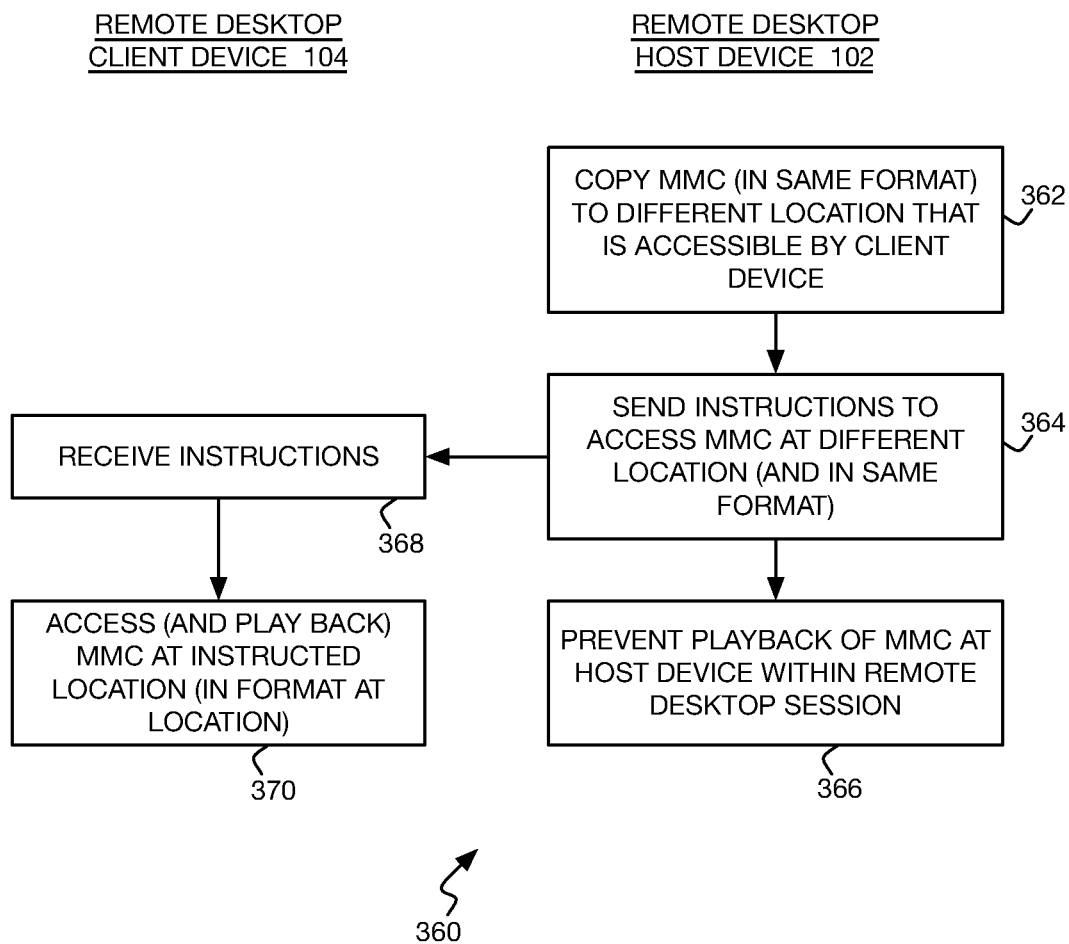 REMOTE DESKTOP
CLIENT DEVICE 104
REMOTE DESKTOP
HOST DEVICE 102
COPY MMC (IN SAME FORMAT)
TO DIFFERENT LOCATION THAT
IS ACCESSIBLE BY CLIENT
DEVICE
362
SEND INSTRUCTIONS TO
ACCESS MMC AT DIFFERENT
LOCATION (AND IN SAME
FORMAT)
364
RECEIVE INSTRUCTIONS
368
ACCESS (AND PLAY BACK)
MMC AT INSTRUCTED
LOCATION (IN FORMAT AT
LOCATION)
370
PREVENT PLAYBACK OF MMC AT
HOST DEVICE WITHIN REMOTE
DESKTOP SESSION
366
360